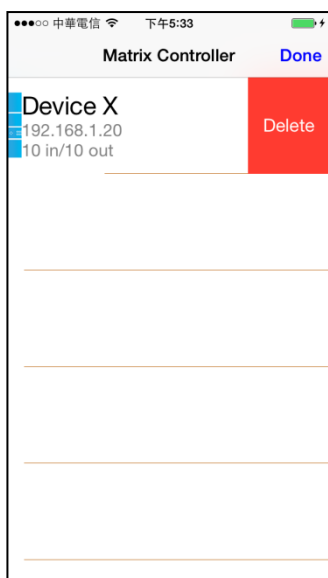 中華電信 下午5:33
Matrix Controller Done
Device X
192.168.1.20
10 in/10 out
Delete